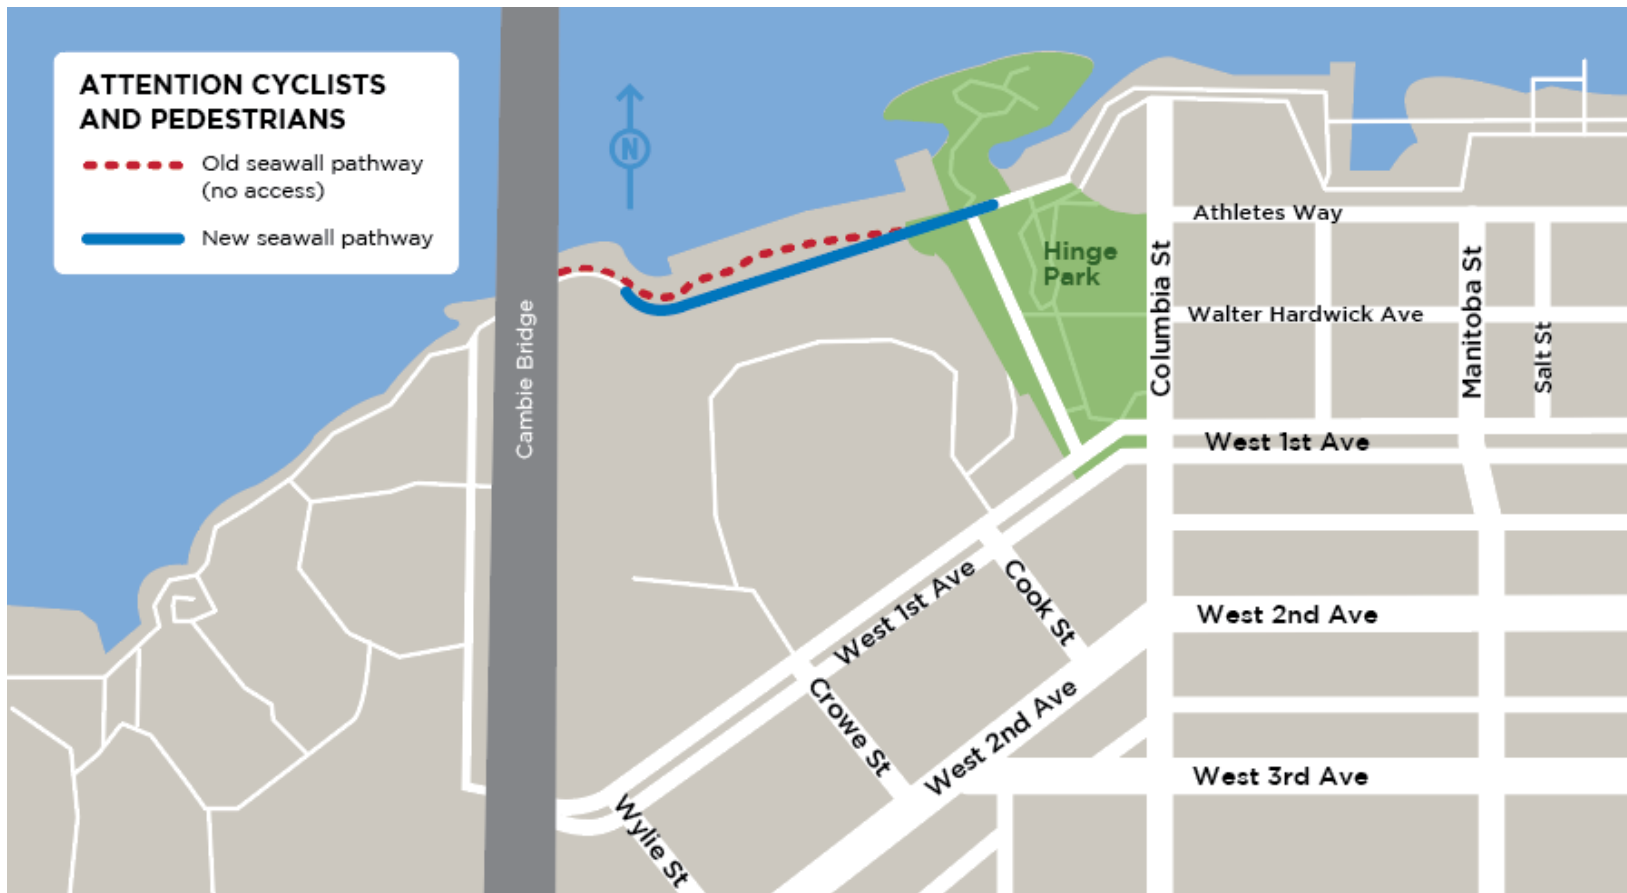 ATTENTION CYCLISTS
AND PEDESTRIANS
Old seawall pathway
(no access)
New seawall pathway
N
Cambie Bridge
Hinge
Park
Athletes Way
Columbia St
Walter Hardwick Ave
Manitoba St
Salt St
West 1st Ave
West 1st Ave
Cook St
West 2nd Ave
Crowe St
West 2nd Ave
West 3rd Ave
Wylie St